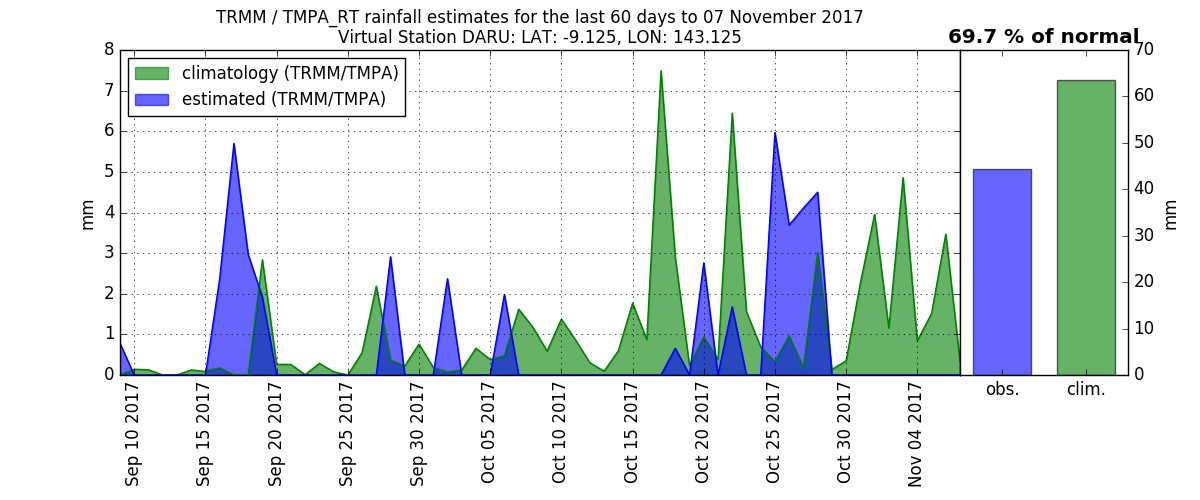 TRMM / TMPA_RT rainfall estimates for the last 60 days to 07 November 2017
Virtual Station DARU: LAT: -9.125, LON: 143.125
69.7 % of normal
climatology (TRMM/TMPA)
estimated (TRMM/TMPA)
mm
8
7
6
5
4
3
2
1
0
Sep 10 2017
Sep 15 2017
Sep 20 2017
Sep 25 2017
Sep 30 2017
Oct 05 2017
Oct 10 2017
Oct 15 2017
Oct 20 2017
Oct 25 2017
Oct 30 2017
Nov 04 2017
obs.
clim.
70
60
50
40
30
20
10
0
mm